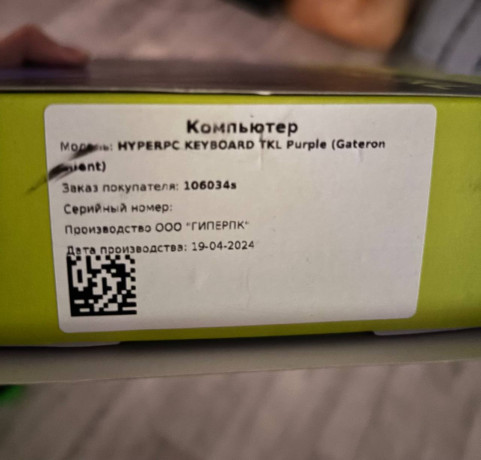 Компьютер
Модель: HYPERPC KEYBOARD TKL Purple (Gateron
Заказ покупателя: 106034s
Серийный номер:
Производство ООО "ГИПЕРПК"
Дата производства: 19-04-2024